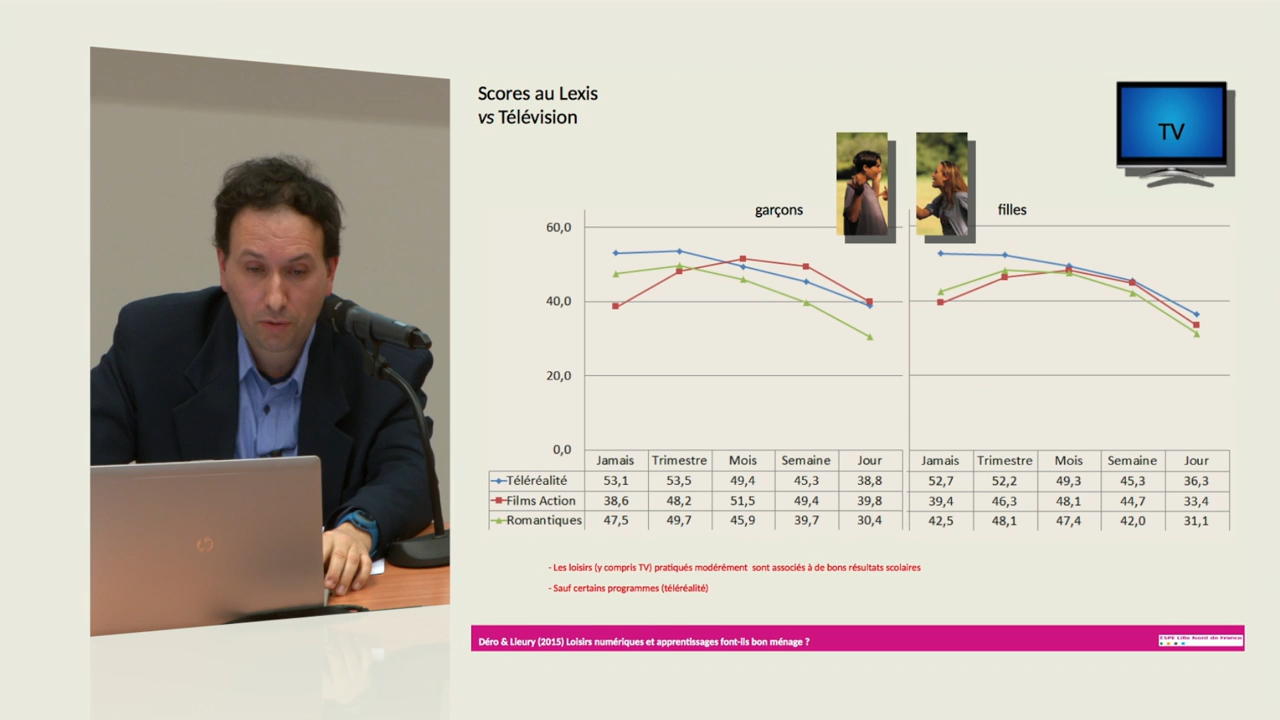 Scores au Lexis
vs Télévision
TV
garçons
filles
60,0
40,0
20,0
0,0
Jamais Trimestre Mois Semaine Jour Jamais Trimestre Mois Semaine Jour
Téléréalité 53,1 53,5 49,4 45,3 38,8 52,7 52,2 49,3 45,3 36,3
Films Action 38,6 48,2 51,5 49,4 39,8 39,4 46,3 48,1 44,7 33,4
Romantiques 47,5 49,7 45,9 39,7 30,4 42,5 48,1 47,4 42,0 31,1
- Les loisirs (y compris TV) pratiqués modérément sont associés à de bons résultats scolaires
- Sauf certains programmes (téléréalité)
Déro & Lieury (2015) Loisirs numériques et apprentissages font-ils bon ménage ?
ESPE Lille Nord de France
hp